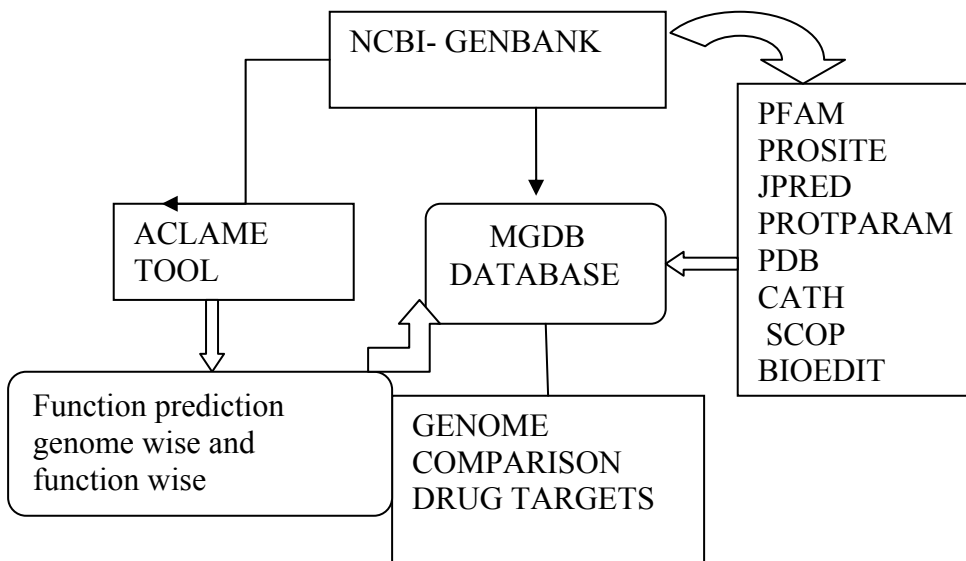 NCBI- GENBANK
PFAM
PROSITE
JPRED
PROTPARAM
PDB
CATH
SCOP
BIOEDIT
ACLAME
TOOL
MGDB
DATABASE
Function prediction
genome wise and
function wise
GENOME
COMPARISON
DRUG TARGETS